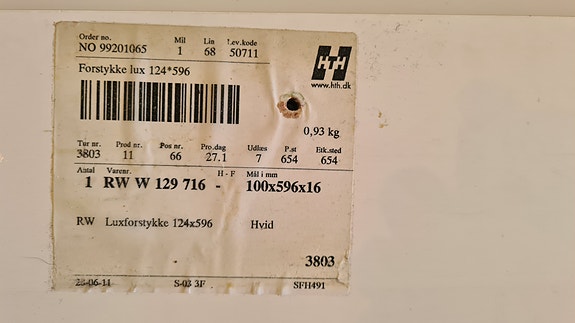 Order no. Mil Lin Lev.kode
NO 99201065 1 68 50711
HTH
www.hth.dk
Forstykke lux 124*596
0,93 kg
Tur nr. Prod nr. Pos nr. Pro.dag Udlæs P.st Etk.sted
3803 11 66 27.1 7 654 654
Antal Varenr. H - F Mål i mm
1 RW W 129 716 - 100x596x16
RW Luxforstykke 124x596 Hvid
3803
S-03 3F SFH491